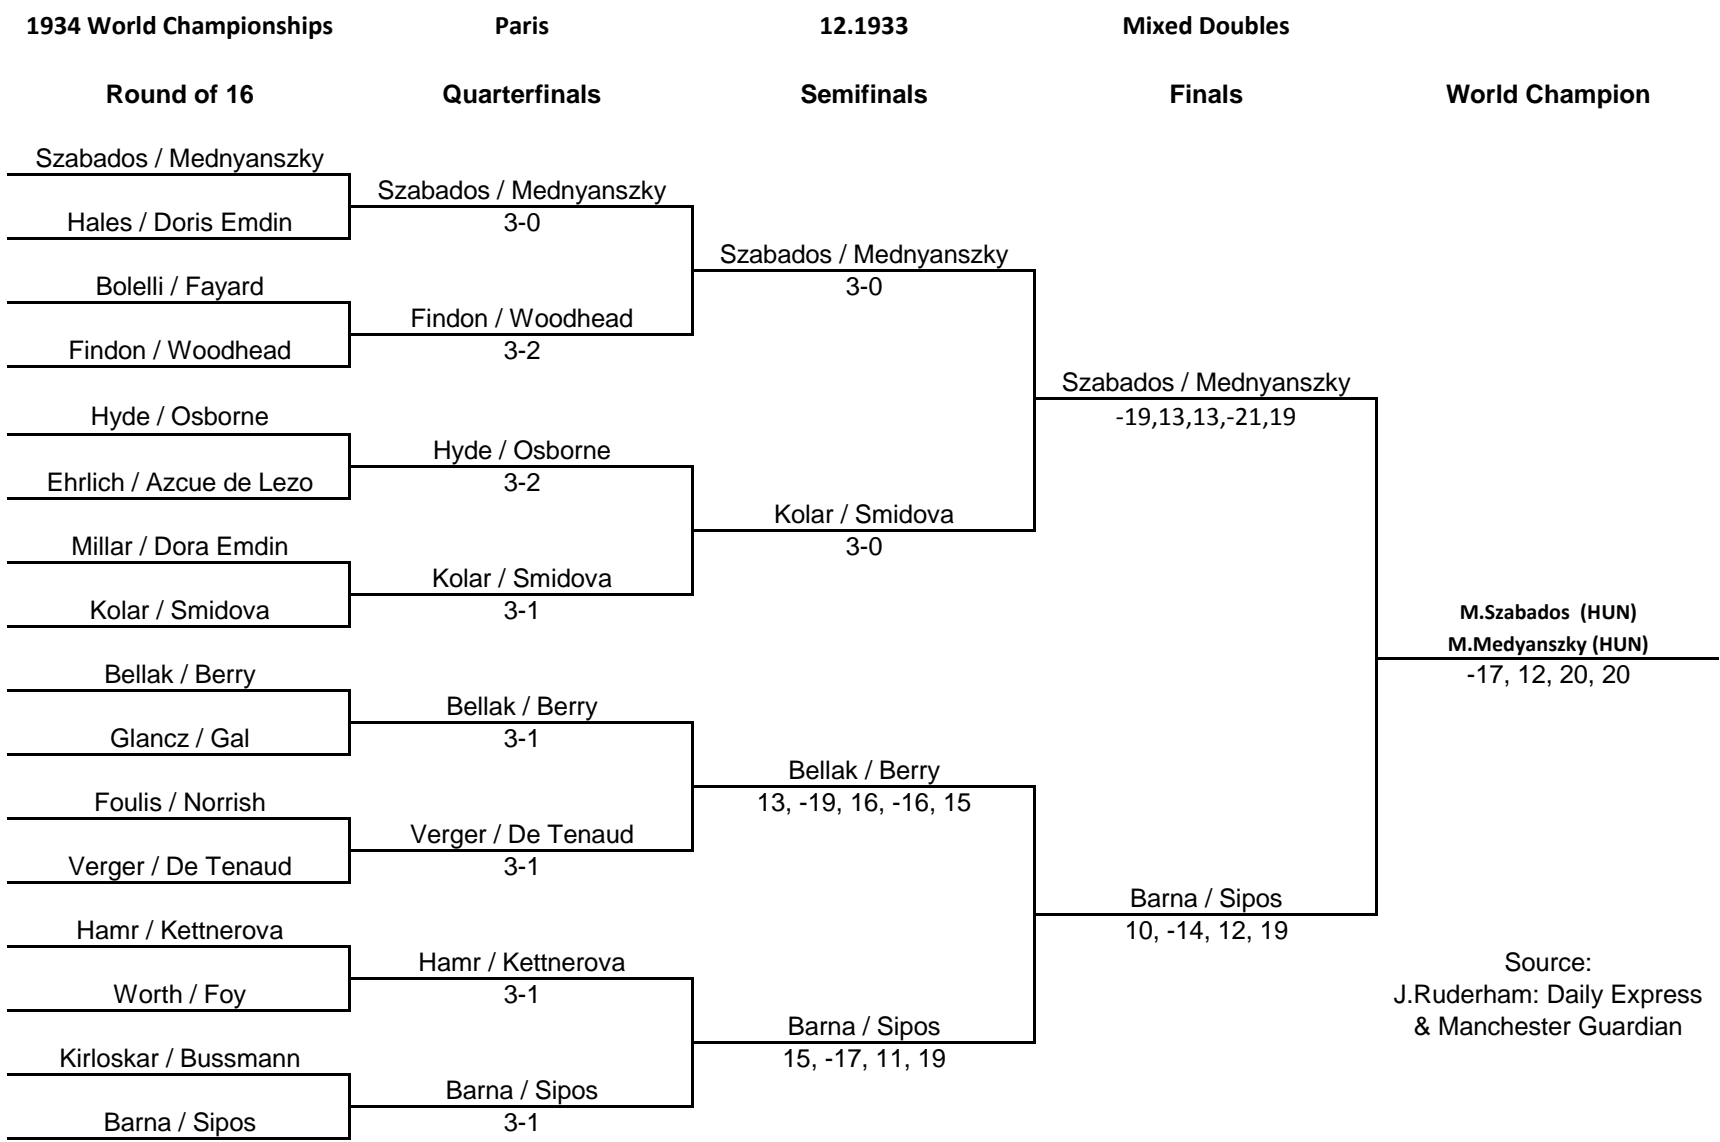 1934 World Championships Paris 12.1933 Mixed Doubles
Round of 16 Quarterfinals Semifinals Finals World Champion
Szabados / Mednyanszky
Szabados / Mednyanszky
Hales / Doris Emdin 3-0
Szabados / Mednyanszky
Bolelli / Fayard 3-0
Findon / Woodhead
Findon / Woodhead 3-2
Szabados / Mednyanszky
Hyde / Osborne -19,13,13,-21,19
Hyde / Osborne
Ehrlich / Azcue de Lezo 3-2
Kolar / Smidova
Millar / Dora Emdin 3-0
Kolar / Smidova
Kolar / Smidova 3-1 M.Szabados (HUN)
M.Medyanszky (HUN)
Bellak / Berry -17, 12, 20, 20
Bellak / Berry
Glancz / Gal 3-1
Bellak / Berry
Foulis / Norrish 13, -19, 16, -16, 15
Verger / De Tenaud
Verger / De Tenaud 3-1
Barna / Sipos
Hamr / Kettnerova 10, -14, 12, 19
Hamr / Kettnerova Source:
Worth / Foy 3-1 J.Ruderham: Daily Express
Barna / Sipos & Manchester Guardian
Kirloskar / Bussmann 15, -17, 11, 19
Barna / Sipos
Barna / Sipos 3-1